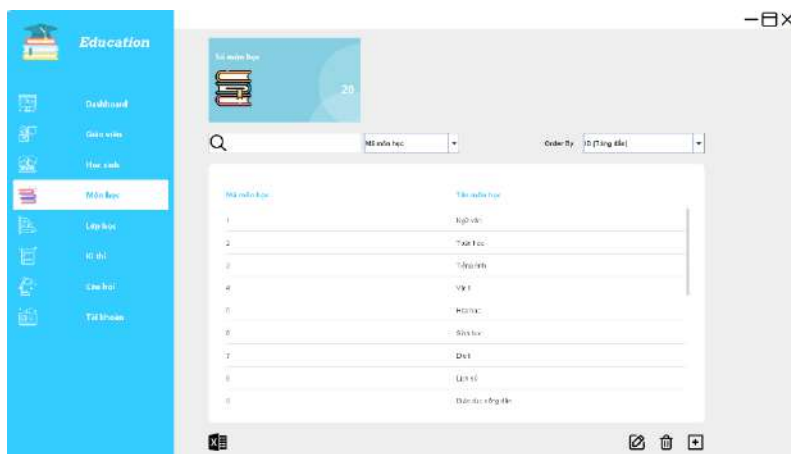 Education
Số môn học
20
Dashboard
Giáo viên
Học sinh
Môn học
Lớp học
Kì thi
Câu hỏi
Tài khoản
Mã môn học
Order By
ID (Tăng dần)
Mã môn học Tên môn học
1 Ngữ văn
2 Toán học
3 Tiếng Anh
4 Vật lí
5 Hóa học
6 Sinh học
7 Địa lí
8 Lịch sử
9 Giáo dục công dân